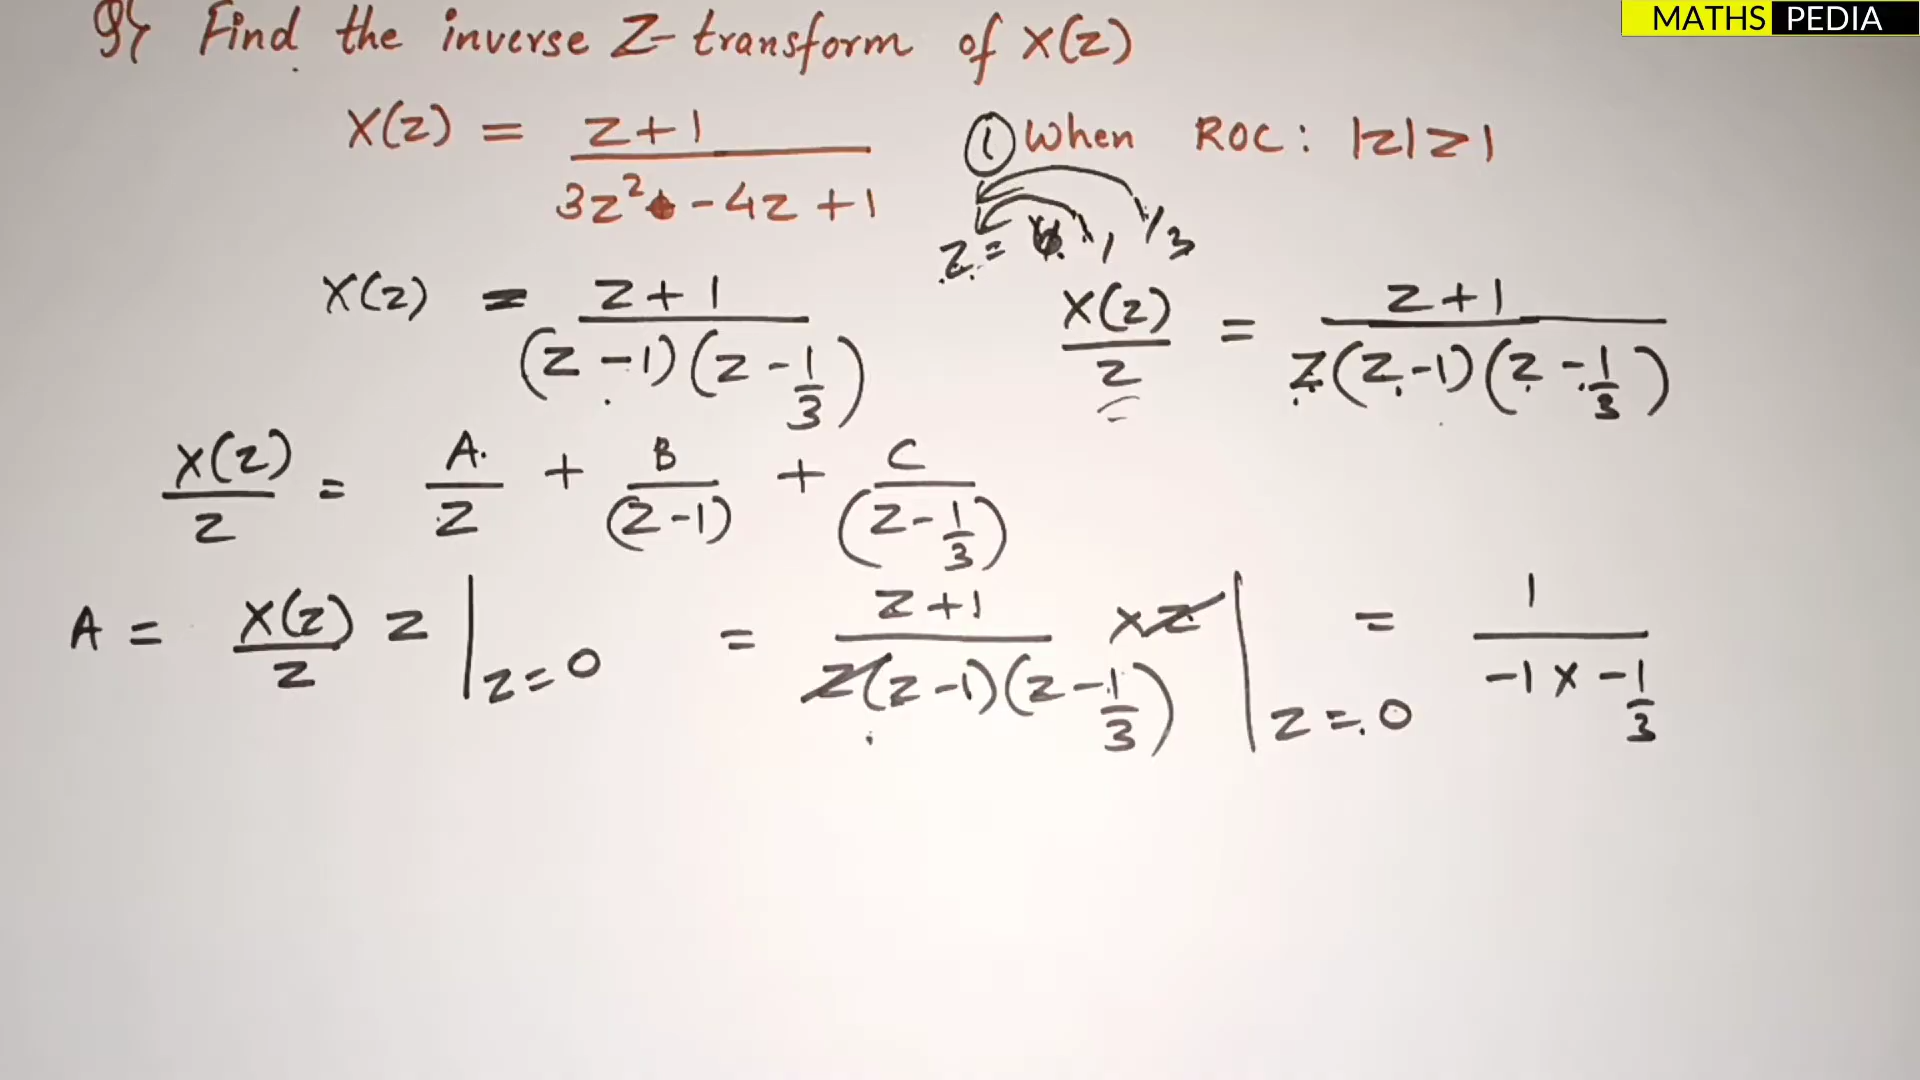 MATHS PEDIA
Q} Find the inverse Z-transform of X(z)
X(z) = (z+1)/(3z² - 4z + 1) ① When ROC: |z| > 1
z = 1, 1/3
X(z) = (z+1)/((z-1)(z-1/3)) X(z)/z = (z+1)/(z(z-1)(z-1/3))
X(z)/z = A/z + B/(z-1) + C/(z-1/3)
A = X(z)/z z |z=0 = (z+1)/(z(z-1)(z-1/3)) × z |z=0 = 1/(-1 × -1/3)